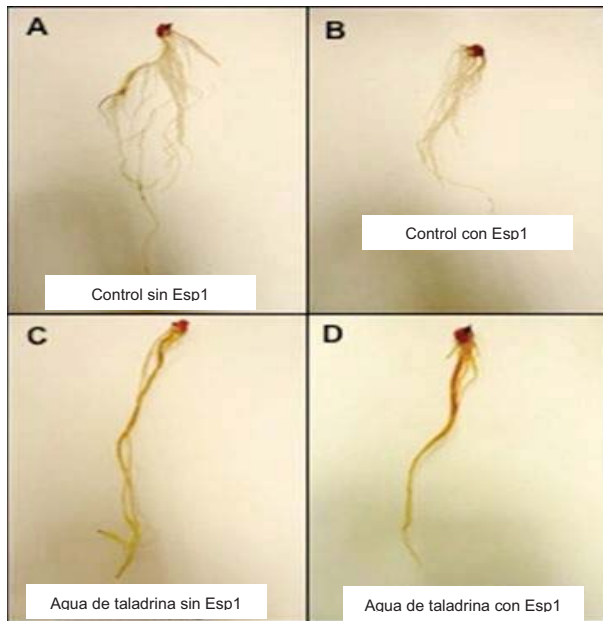 A
B
Control sin Esp1
Control con Esp1
C
D
Agua de taladrina sin Esp1
Agua de taladrina con Esp1